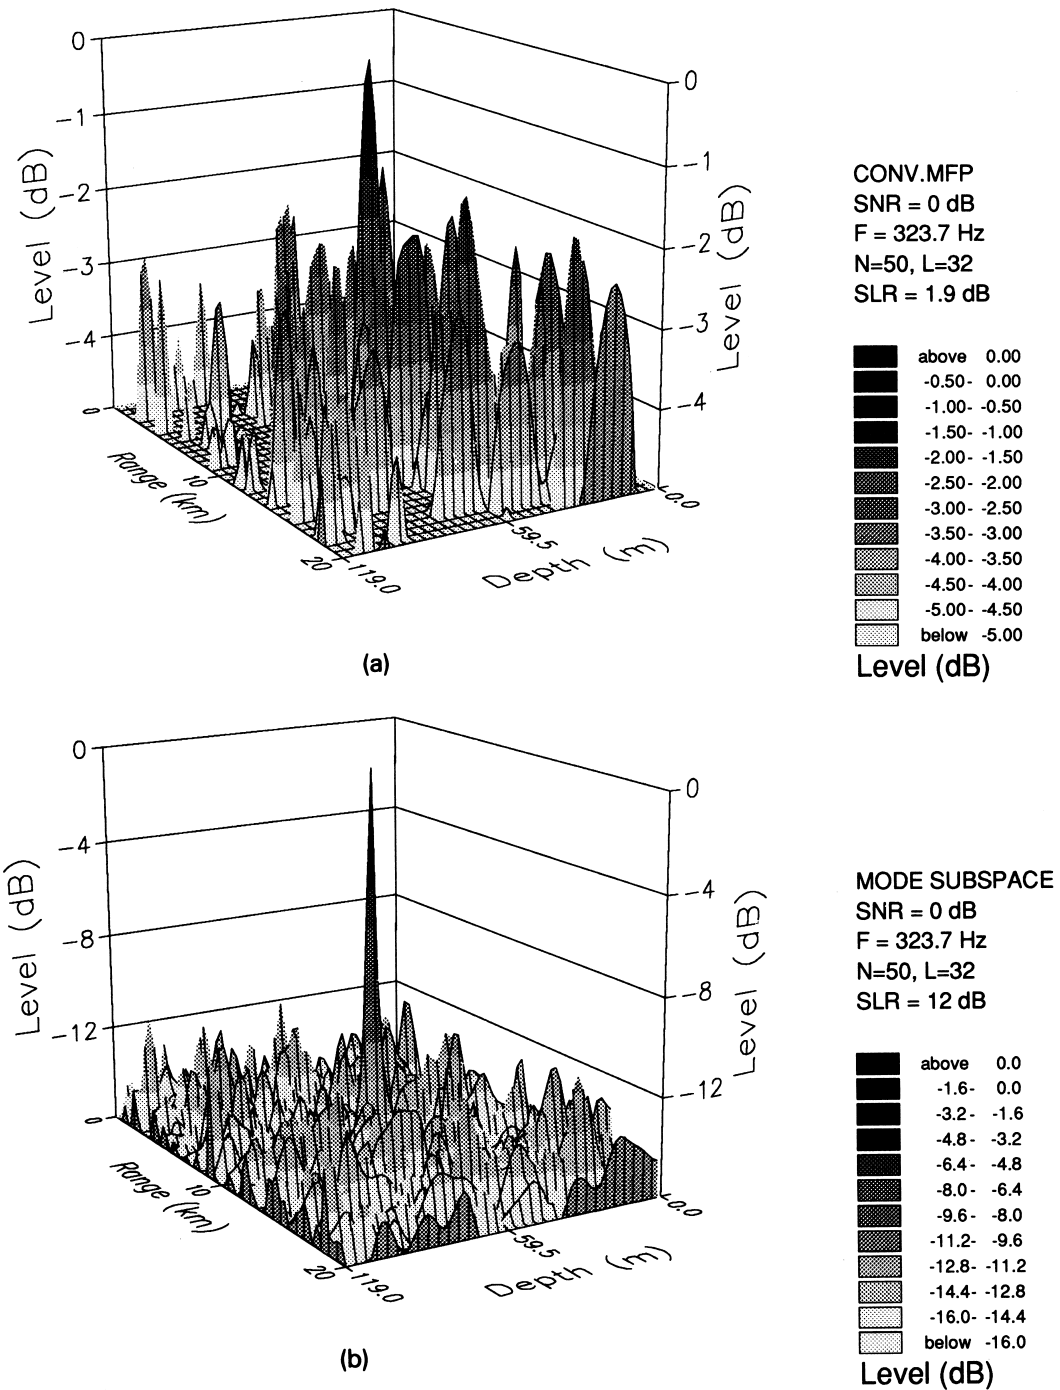 0
-1
-2
-3
-4
Level (dB)
0
-1
-2
-3
-4
Level (dB)
0
10
20
Range (km)
119.0
59.5
0.0
Depth (m)
CONV.MFP
SNR = 0 dB
F = 323.7 Hz
N=50, L=32
SLR = 1.9 dB
above 0.00
-0.50- 0.00
-1.00- -0.50
-1.50- -1.00
-2.00- -1.50
-2.50- -2.00
-3.00- -2.50
-3.50- -3.00
-4.00- -3.50
-4.50- -4.00
-5.00- -4.50
below -5.00
Level (dB)
(a)
0
-4
-8
-12
Level (dB)
0
-4
-8
-12
Level (dB)
0
10
20
Range (km)
119.0
59.5
0.0
Depth (m)
MODE SUBSPACE
SNR = 0 dB
F = 323.7 Hz
N=50, L=32
SLR = 12 dB
above 0.0
-1.6- 0.0
-3.2- -1.6
-4.8- -3.2
-6.4- -4.8
-8.0- -6.4
-9.6- -8.0
-11.2- -9.6
-12.8- -11.2
-14.4- -12.8
-16.0- -14.4
below -16.0
Level (dB)
(b)